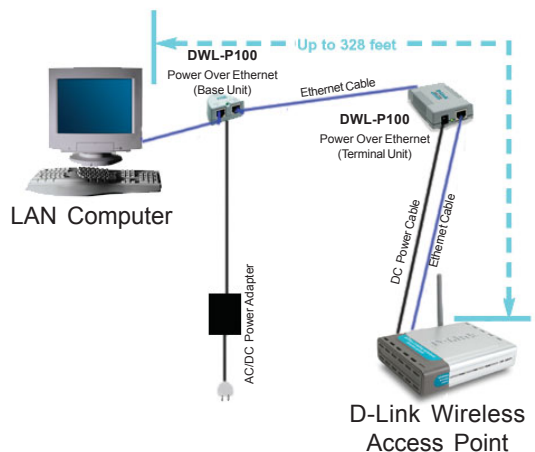 Up to 328 feet
DWL-P100
Power Over Ethernet
(Base Unit)
Ethernet Cable
DWL-P100
Power Over Ethernet
(Terminal Unit)
LAN Computer
DC Power Cable
Ethernet Cable
AC/DC Power Adapter
D-Link
D-Link Wireless
Access Point